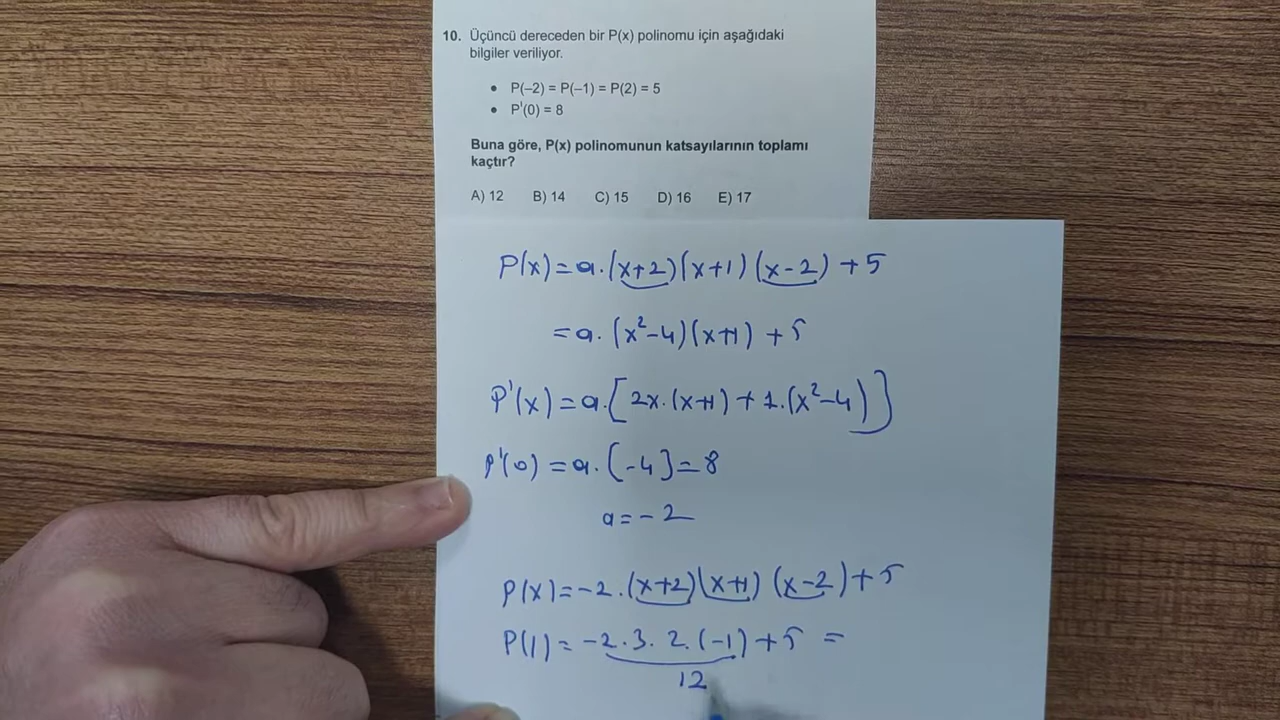 10. Üçüncü dereceden bir P(x) polinomu için aşağıdaki
bilgiler veriliyor.
• P(–2) = P(–1) = P(2) = 5
• P'(0) = 8
Buna göre, P(x) polinomunun katsayılarının toplamı
kaçtır?
A) 12 B) 14 C) 15 D) 16 E) 17
P(x) = a.(x+2)(x+1)(x-2) + 5
= a.(x²-4)(x+1) + 5
P'(x) = a.[2x.(x+1) + 1.(x²-4)]
P'(0) = a.[-4] = 8
a = -2
P(x) = -2.(x+2)(x+1)(x-2) + 5
P(1) = -2.3.2.(-1) + 5 =
12